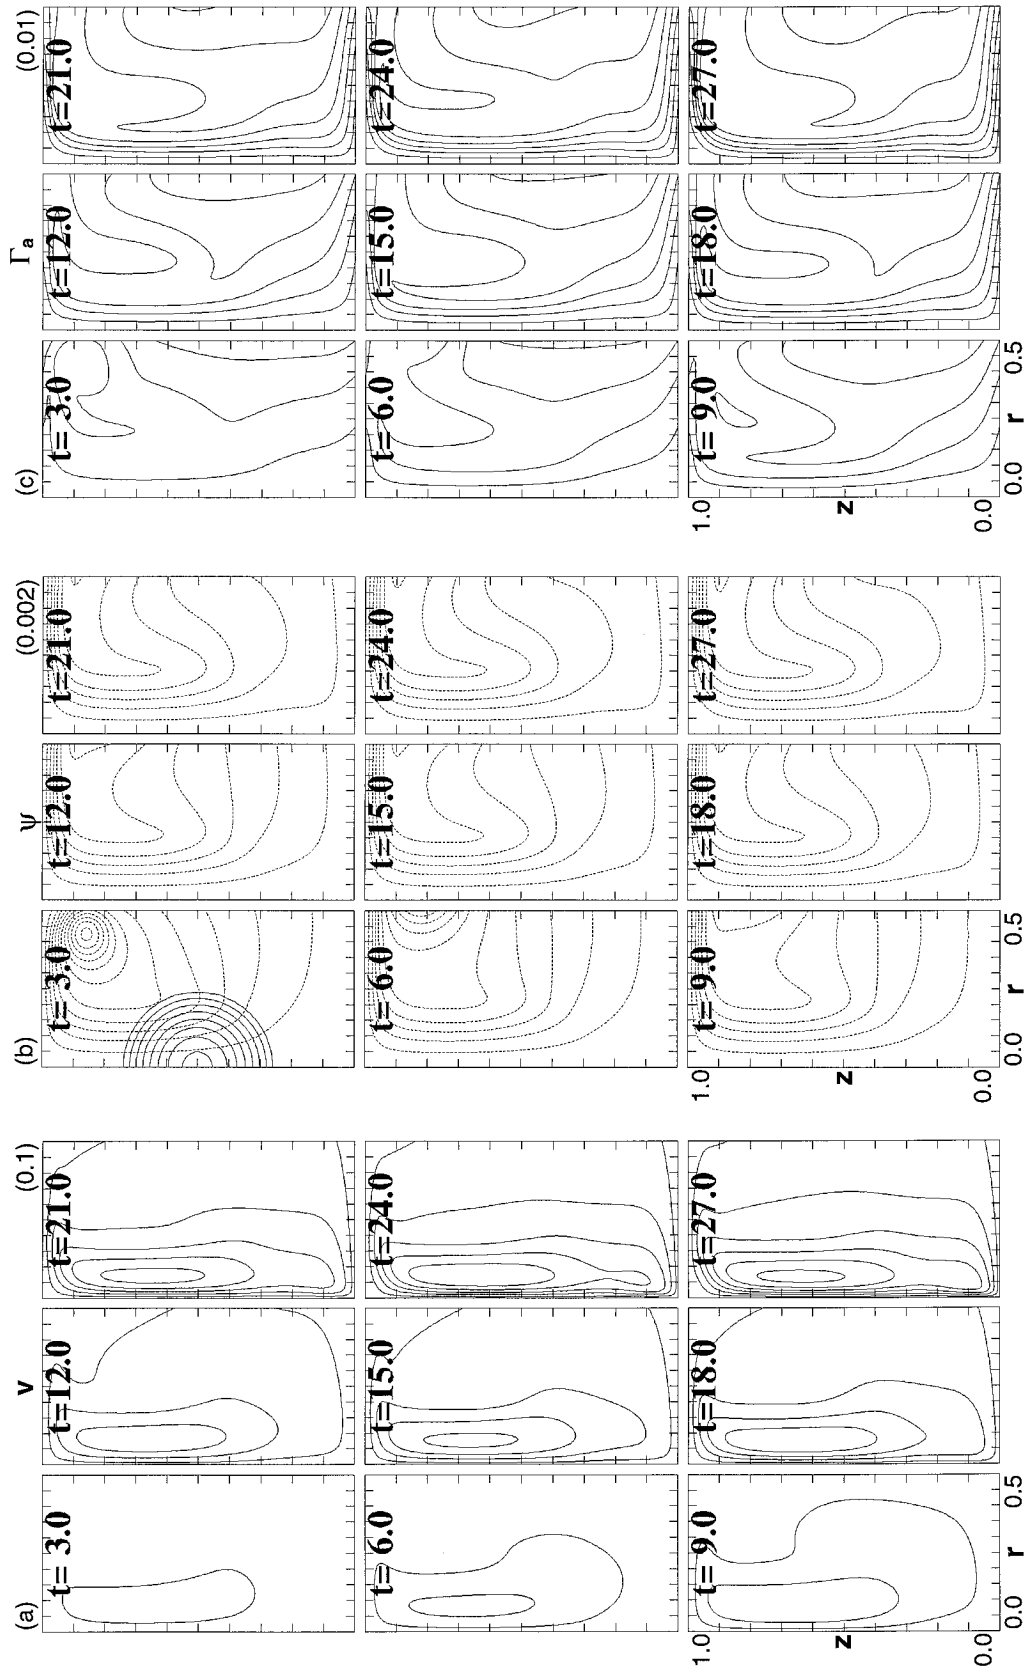 (a) v (0.1) (b) ψ (0.002) (c) Γa (0.01)
t= 3.0 t=12.0 t=21.0 t= 3.0 t=12.0 t=21.0 t= 3.0 t=12.0 t=21.0
t= 6.0 t=15.0 t=24.0 t= 6.0 t=15.0 t=24.0 t= 6.0 t=15.0 t=24.0
1.0 t= 9.0 t=18.0 t=27.0 1.0 t= 9.0 t=18.0 t=27.0 1.0 t= 9.0 t=18.0 t=27.0
z z z
0.0 0.0 0.0
0.0 r 0.5 0.0 r 0.5 0.0 r 0.5